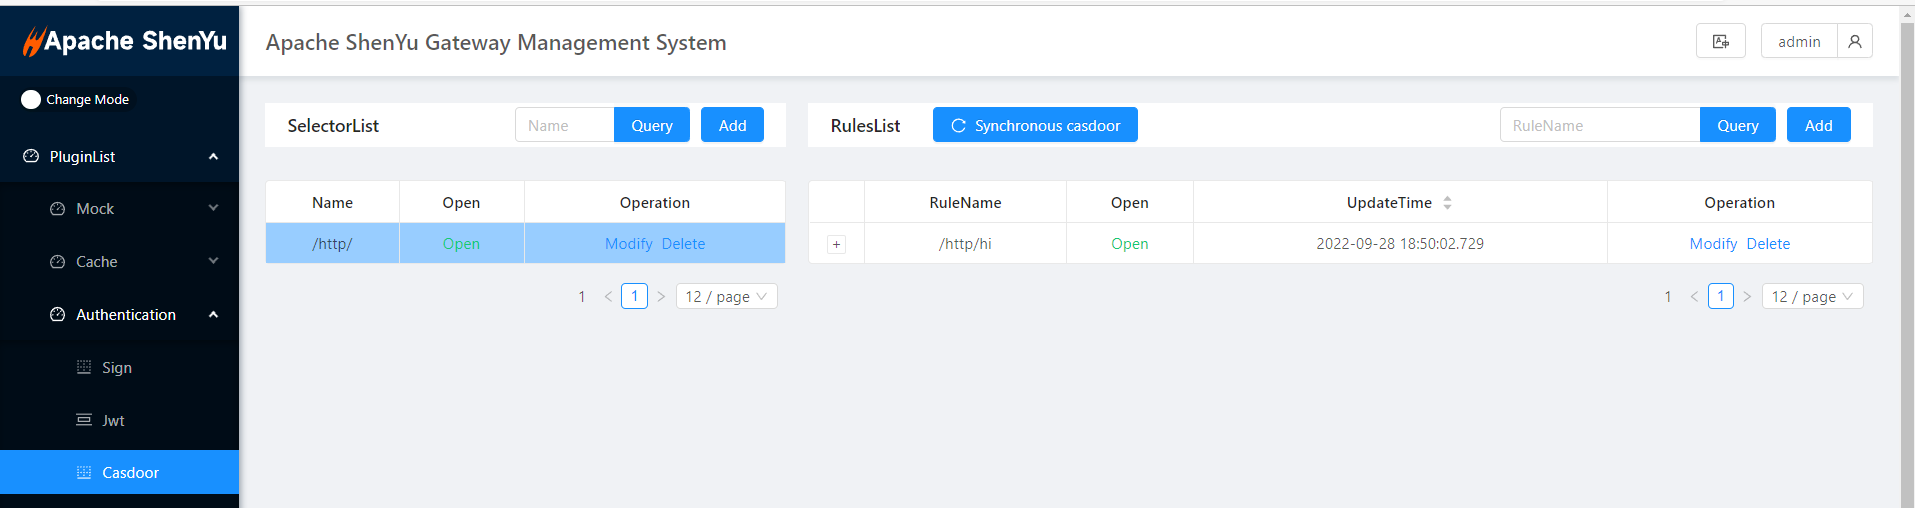 Apache ShenYu
Apache ShenYu Gateway Management System
admin
Change Mode
PluginList
Mock
Cache
Authentication
Sign
Jwt
Casdoor
SelectorList
Name
Query
Add
Name Open Operation
/http/ Open Modify Delete
1 < 1 > 12 / page
RulesList
Synchronous casdoor
RuleName
Query
Add
RuleName Open UpdateTime Operation
+ /http/hi Open 2022-09-28 18:50:02.729 Modify Delete
1 < 1 > 12 / page